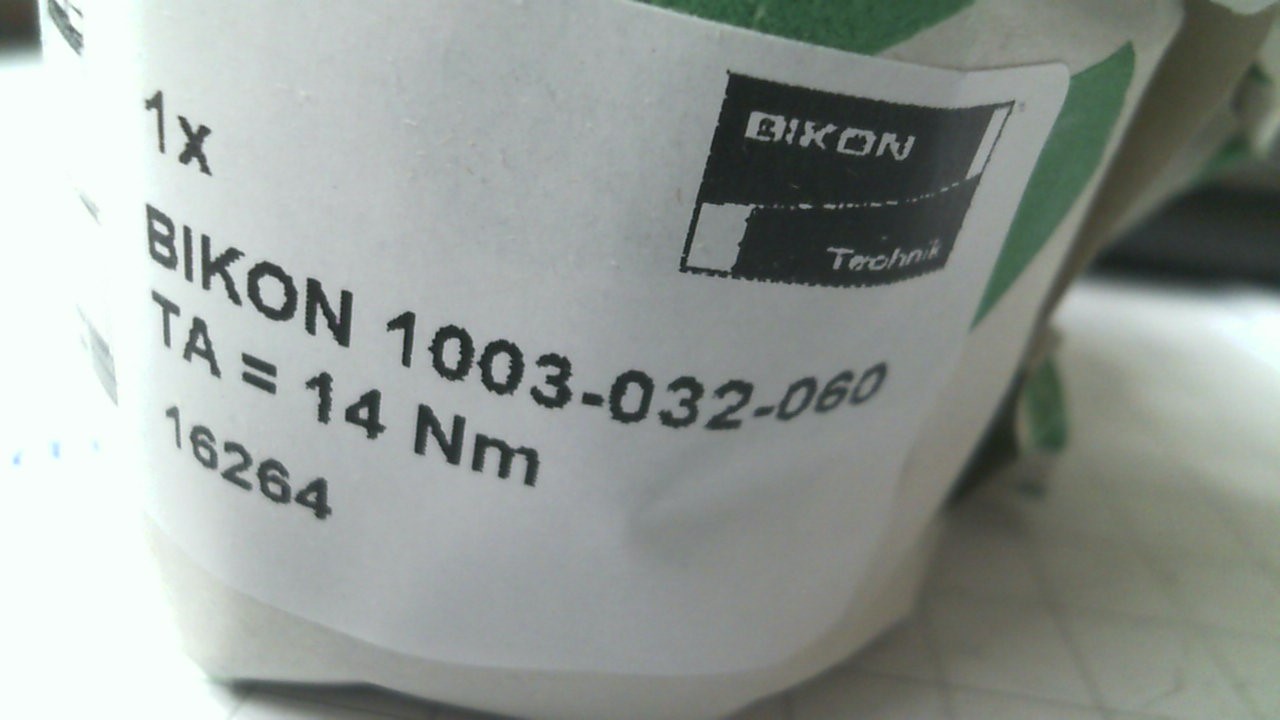 1x
BIKON
Technik
BIKON 1003-032-060
TA = 14 Nm
16264